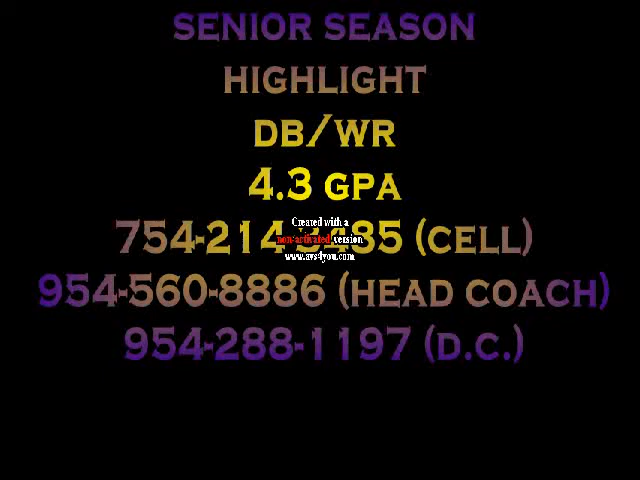 SENIOR SEASON
HIGHLIGHT
DB/WR
4.3 GPA
Created with a
754-214-3485 (CELL)
non-activated version
www.avs4you.com
954-560-8886 (HEAD COACH)
954-288-1197 (D.C.)